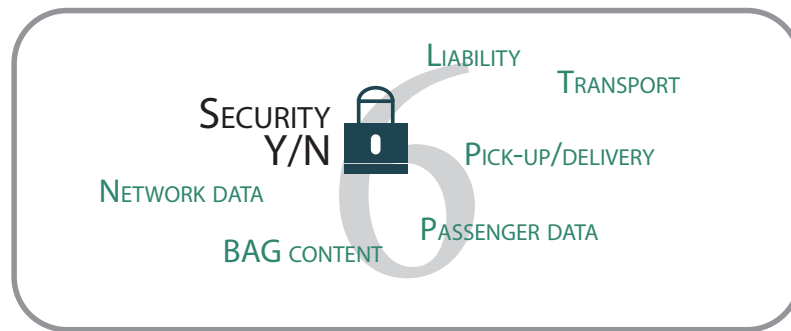 LIABILITY
TRANSPORT
SECURITY
Y/N
6
PICK-UP/DELIVERY
NETWORK DATA
PASSENGER DATA
BAG CONTENT